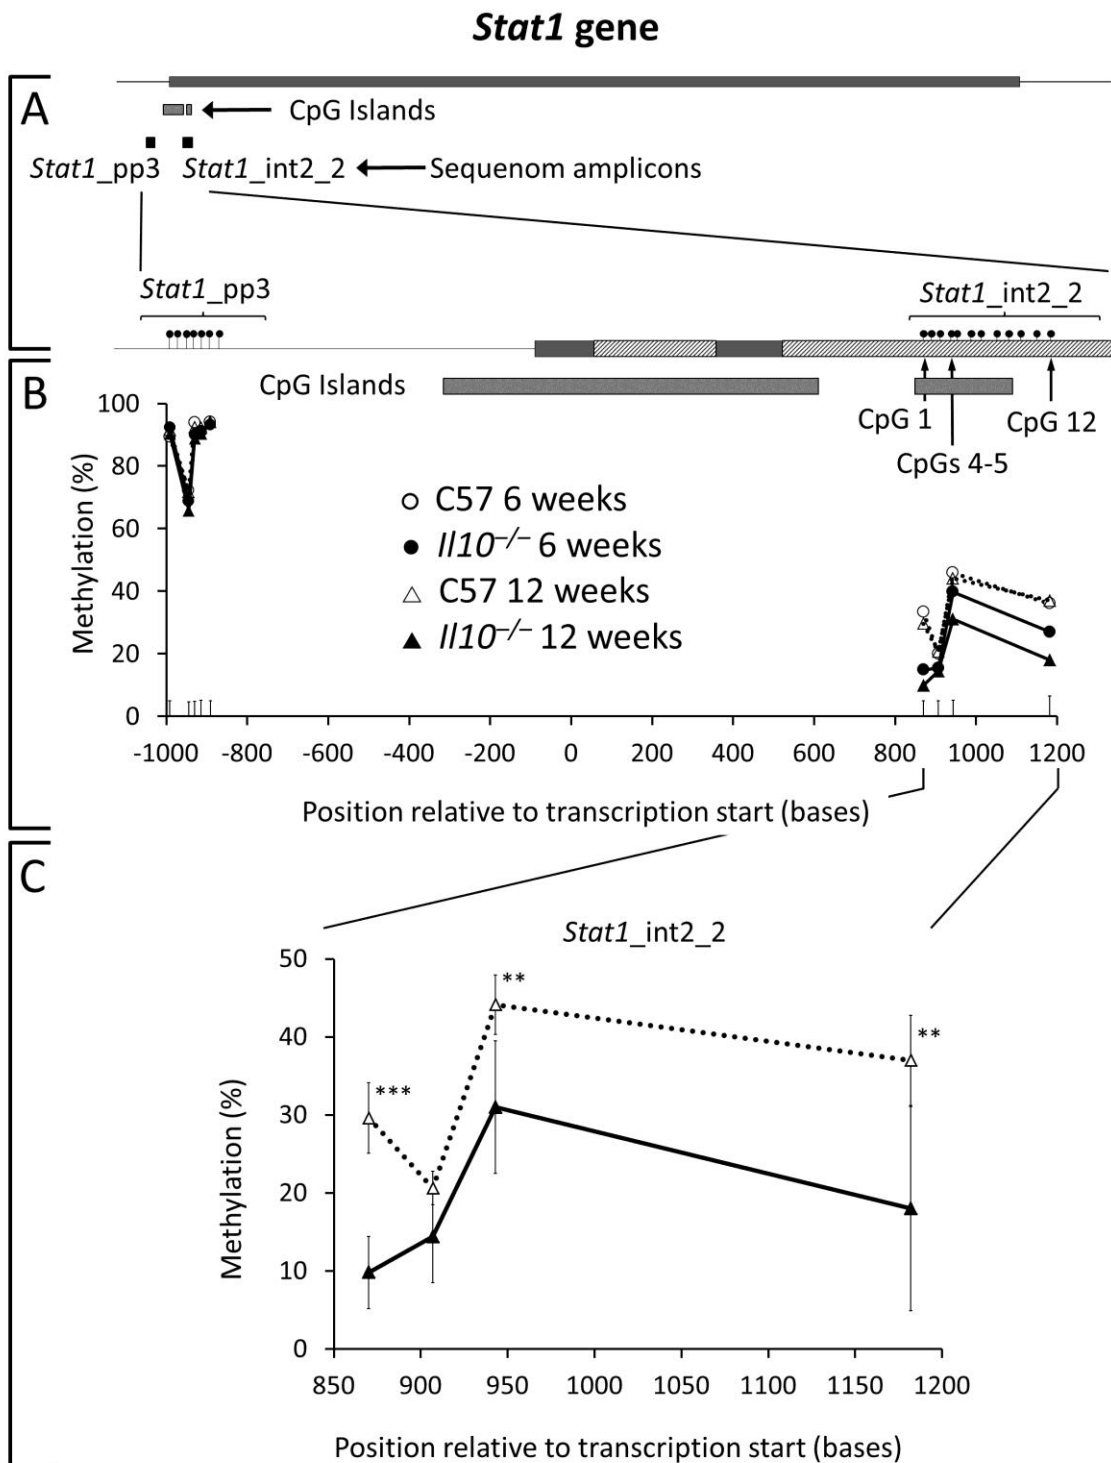 Stat1 gene
A
CpG Islands
Stat1_pp3 Stat1_int2_2 Sequenom amplicons
Stat1_pp3 Stat1_int2_2
B
CpG Islands
CpG 1 CpG 12
CpGs 4-5
Methylation (%)
100
80
60
40
20
0
C57 6 weeks
Il10–/– 6 weeks
C57 12 weeks
Il10–/– 12 weeks
-1000 -800 -600 -400 -200 0 200 400 600 800 1000 1200
Position relative to transcription start (bases)
C
Stat1_int2_2
Methylation (%)
50
40
30
20
10
0
***
**
**
850 900 950 1000 1050 1100 1150 1200
Position relative to transcription start (bases)